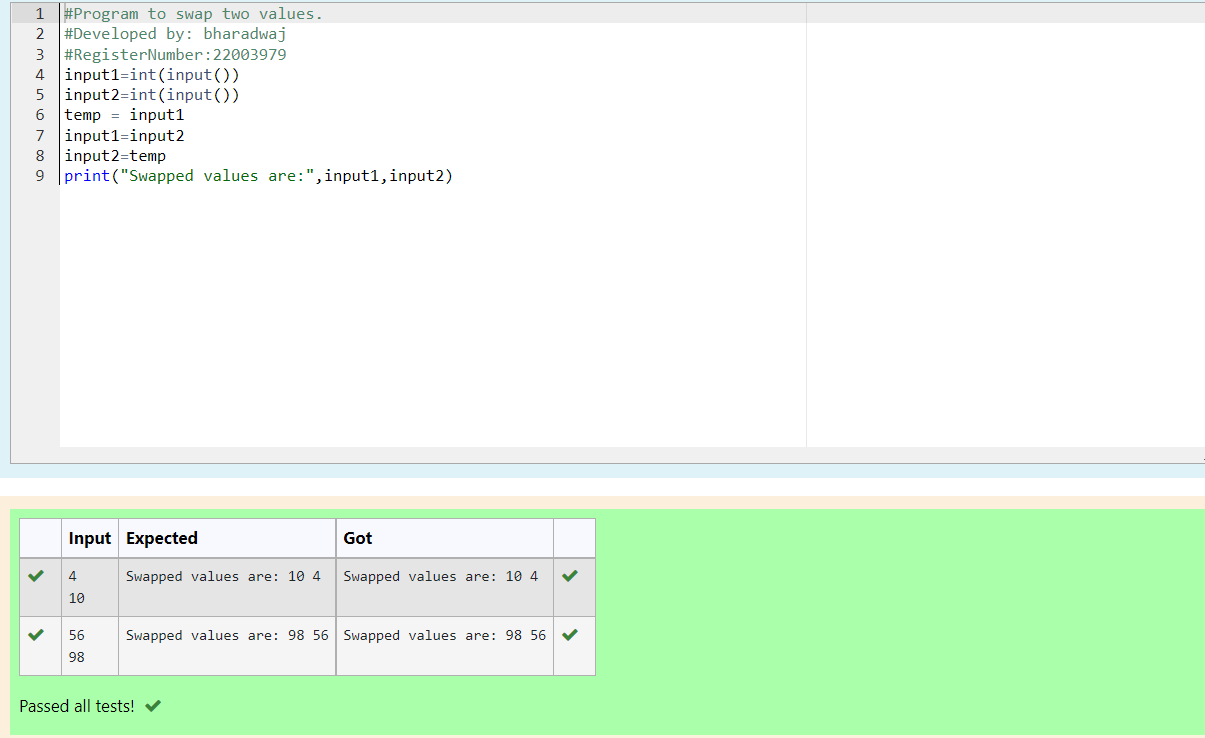 1 #Program to swap two values.
2 #Developed by: bharadwaj
3 #RegisterNumber:22003979
4 input1=int(input())
5 input2=int(input())
6 temp = input1
7 input1=input2
8 input2=temp
9 print("Swapped values are:",input1,input2)
Input Expected Got
4 Swapped values are: 10 4 Swapped values are: 10 4
10
56 Swapped values are: 98 56 Swapped values are: 98 56
98
Passed all tests!